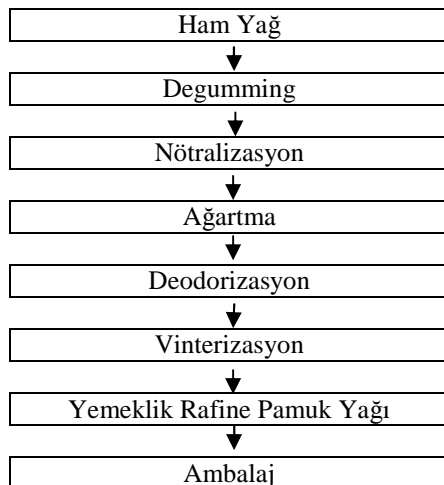 Ham Yağ
Degumming
Nötralizasyon
Ağartma
Deodorizasyon
Vinterizasyon
Yemeklik Rafine Pamuk Yağı
Ambalaj